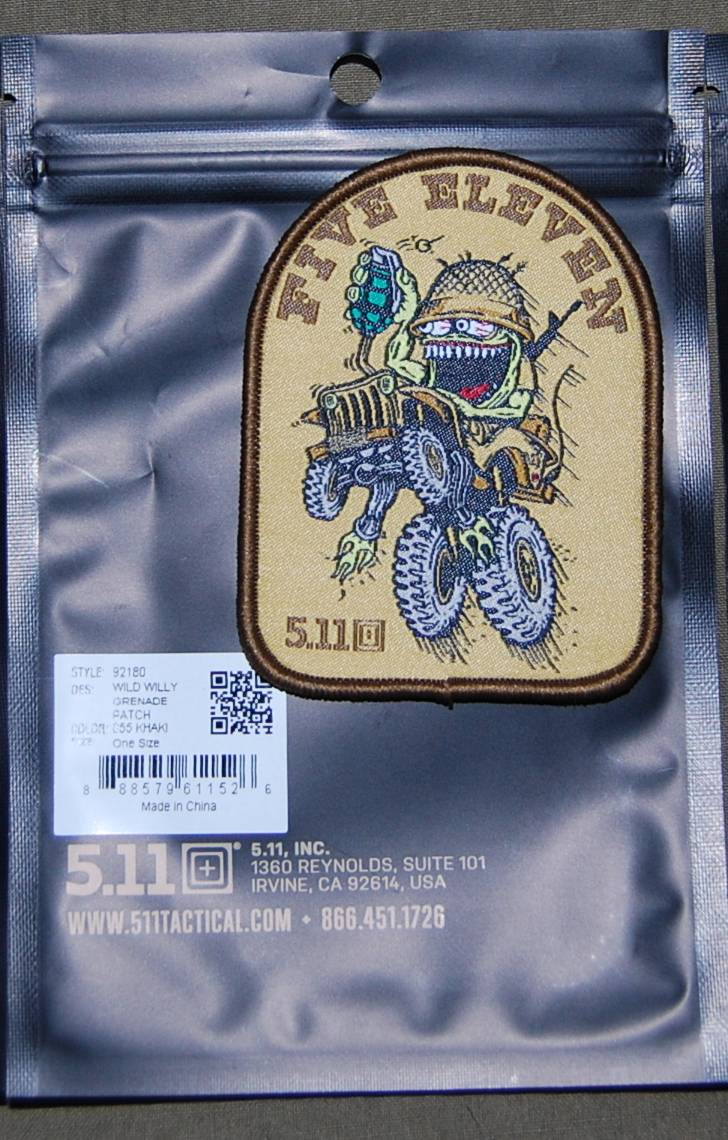 FIVE ELEVEN
5.11
STYLE: 92180
DES: WILD WILLY
GRENADE
PATCH
COLOR: 055 KHAKI
SIZE: One Size
8 88579 61152 6
Made in China
5.11® 5.11, INC.
1360 REYNOLDS, SUITE 101
IRVINE, CA 92614, USA
WWW.511TACTICAL.COM + 866.451.1726